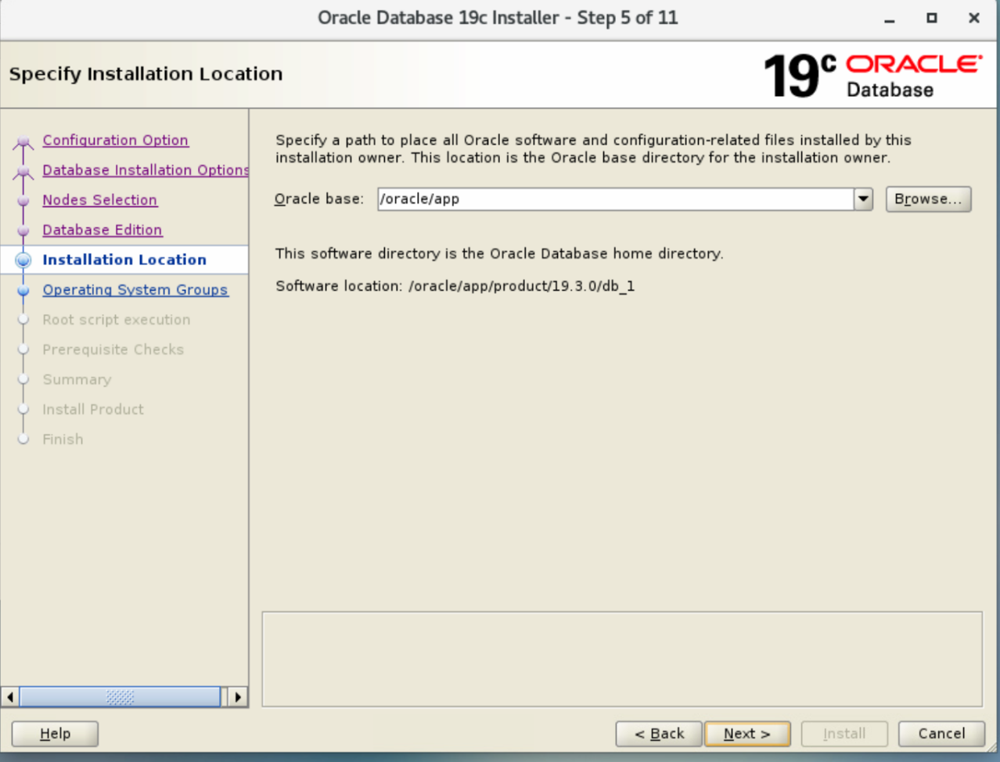 Oracle Database 19c Installer - Step 5 of 11
Specify Installation Location
19c ORACLE
Database
Configuration Option
Database Installation Options
Nodes Selection
Database Edition
Installation Location
Operating System Groups
Root script execution
Prerequisite Checks
Summary
Install Product
Finish
Specify a path to place all Oracle software and configuration-related files installed by this
installation owner. This location is the Oracle base directory for the installation owner.
Oracle base: /oracle/app Browse...
This software directory is the Oracle Database home directory.
Software location: /oracle/app/product/19.3.0/db_1
Help < Back Next > Install Cancel